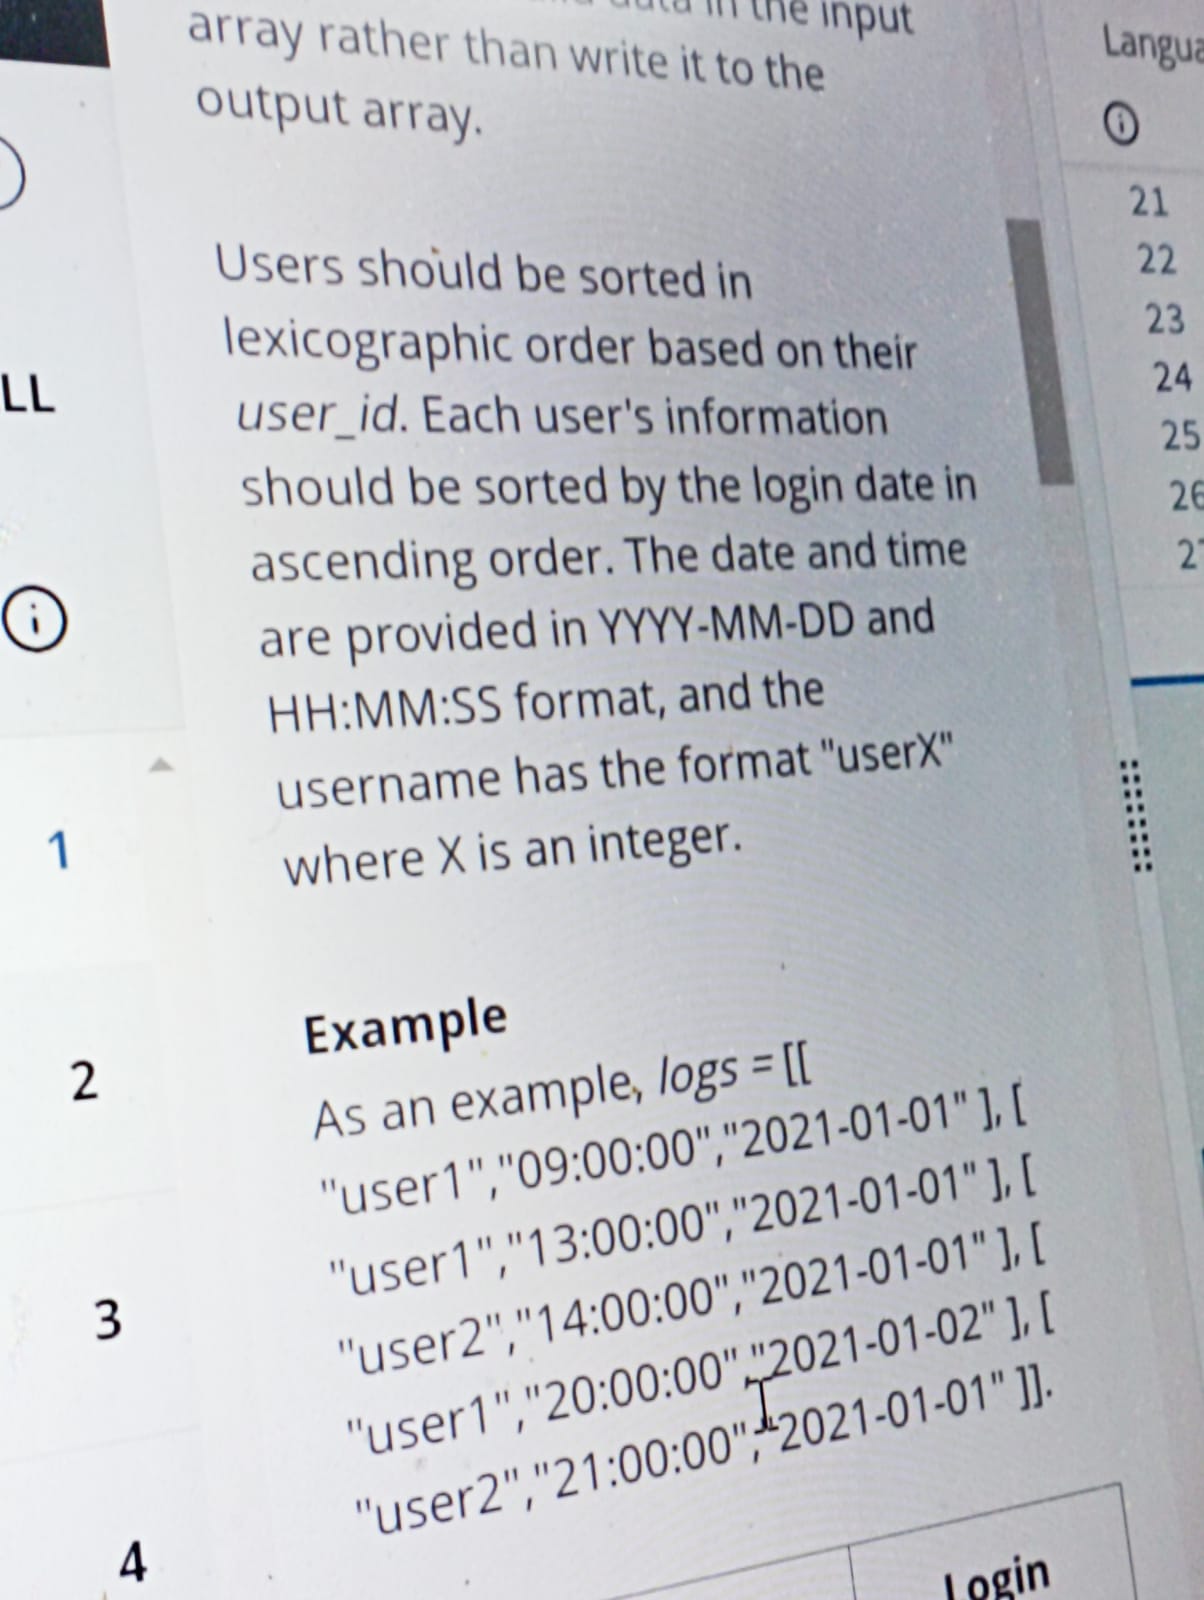 data in the input
array rather than write it to the
output array.
Users should be sorted in
lexicographic order based on their
user_id. Each user's information
should be sorted by the login date in
ascending order. The date and time
are provided in YYYY-MM-DD and
HH:MM:SS format, and the
username has the format "userX"
where X is an integer.
Example
As an example, logs = [[
"user1","09:00:00","2021-01-01" ], [
"user1","13:00:00","2021-01-01" ], [
"user2","14:00:00","2021-01-01" ], [
"user1","20:00:00","2021-01-02" ], [
"user2","21:00:00","2021-01-01" ]].
Login
LL
1
2
3
4
21
22
23
24
25